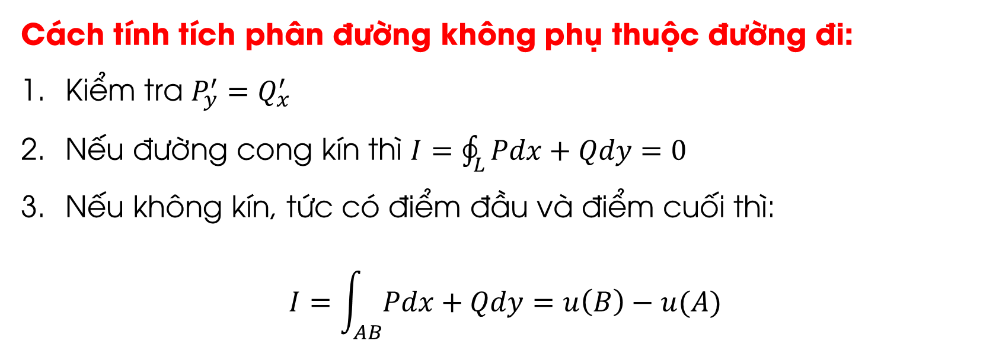 Cách tính tích phân đường không phụ thuộc đường đi:
1. Kiểm tra $P'_y = Q'_x$
2. Nếu đường cong kín thì $I = \oint_L Pdx + Qdy = 0$
3. Nếu không kín, tức có điểm đầu và điểm cuối thì:
$I = \int_{AB} Pdx + Qdy = u(B) - u(A)$